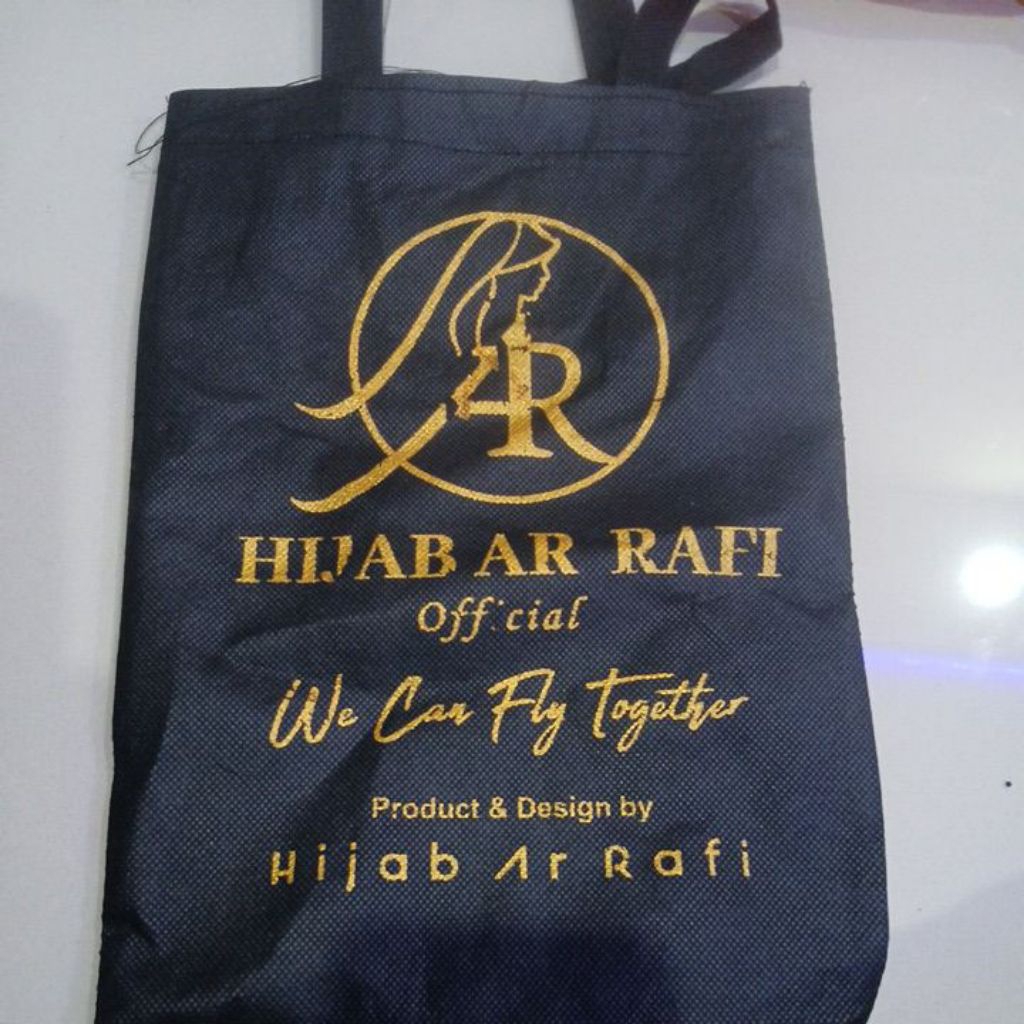 AR
HIJAB AR RAFI
Official
We Can Fly Together
Product & Design by
Hijab Ar Rafi